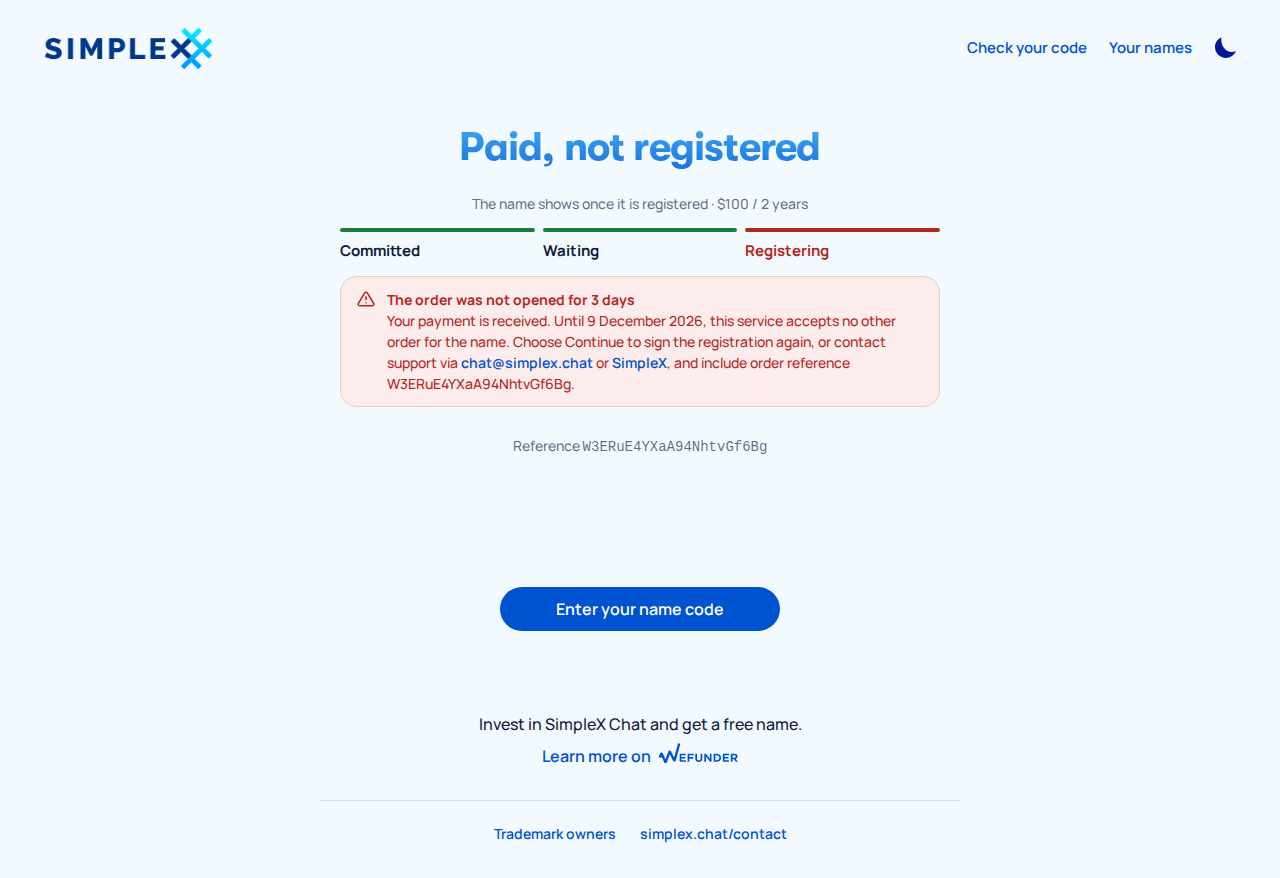 SIMPLEX
Check your code
Your names
Paid, not registered
The name shows once it is registered · $100 / 2 years
Committed
Waiting
Registering
The order was not opened for 3 days
Your payment is received. Until 9 December 2026, this service accepts no other
order for the name. Choose Continue to sign the registration again, or contact
support via chat@simplex.chat or SimpleX, and include order reference
W3ERuE4YXaA94NhtvGf6Bg.
Reference W3ERuE4YXaA94NhtvGf6Bg
Enter your name code
Invest in SimpleX Chat and get a free name.
Learn more on WEFUNDER
Trademark owners
simplex.chat/contact